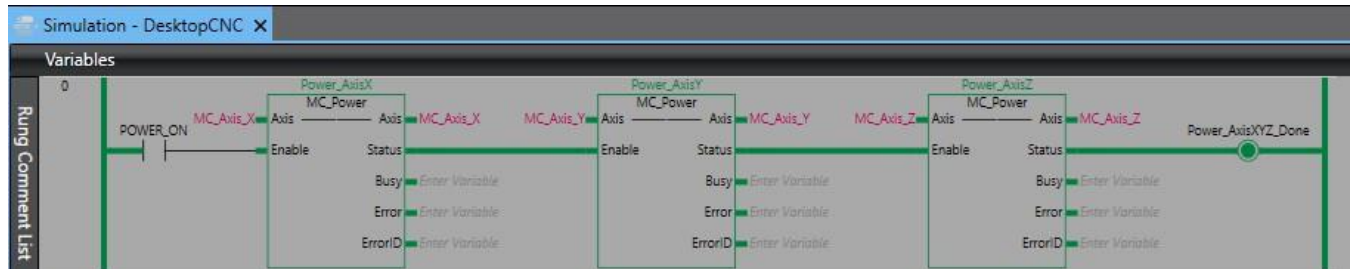 Simulation - DesktopCNC ×
Variables
Rung Comment List
0
Power_AxisX Power_AxisY Power_AxisZ
MC_Power MC_Power MC_Power
MC_Axis_X Axis Axis MC_Axis_X MC_Axis_Y Axis Axis MC_Axis_Y MC_Axis_Z Axis Axis MC_Axis_Z
POWER_ON Power_AxisXYZ_Done
Enable Status Enable Status Enable Status
Busy Enter Variable Busy Enter Variable Busy Enter Variable
Error Enter Variable Error Enter Variable Error Enter Variable
ErrorID Enter Variable ErrorID Enter Variable ErrorID Enter Variable